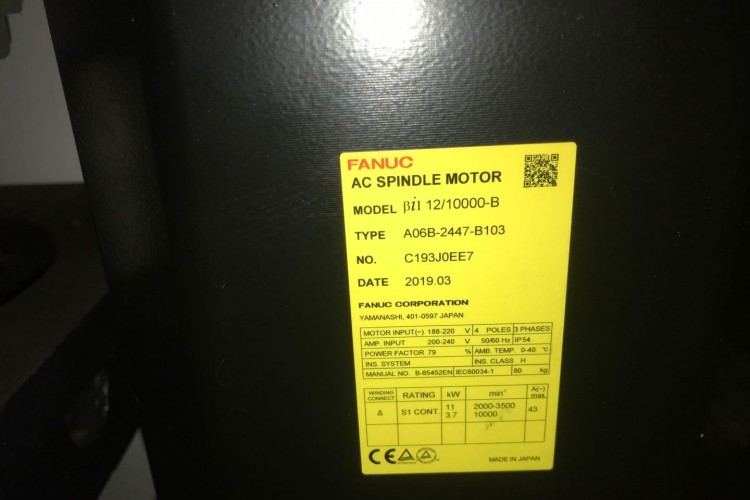 FANUC
AC SPINDLE MOTOR
MODEL βiI 12/10000-B
TYPE A06B-2447-B103
NO. C193J0EE7
DATE 2019.03
FANUC CORPORATION
YAMANASHI, 401-0597 JAPAN
MOTOR INPUT(~) 188-220 V 4 POLES 3 PHASES
AMP. INPUT 200-240 V 50/60 Hz IP54
POWER FACTOR 79 % AMB. TEMP. 0-40 ℃
INS. SYSTEM INS. CLASS H
MANUAL NO. B-65452EN IEC60034-1 80 kg
WINDING CONNECT RATING kW min⁻¹ A(~) max.
Δ S1 CONT. 11 2000-3500 43
3.7 10000
CE
MADE IN JAPAN